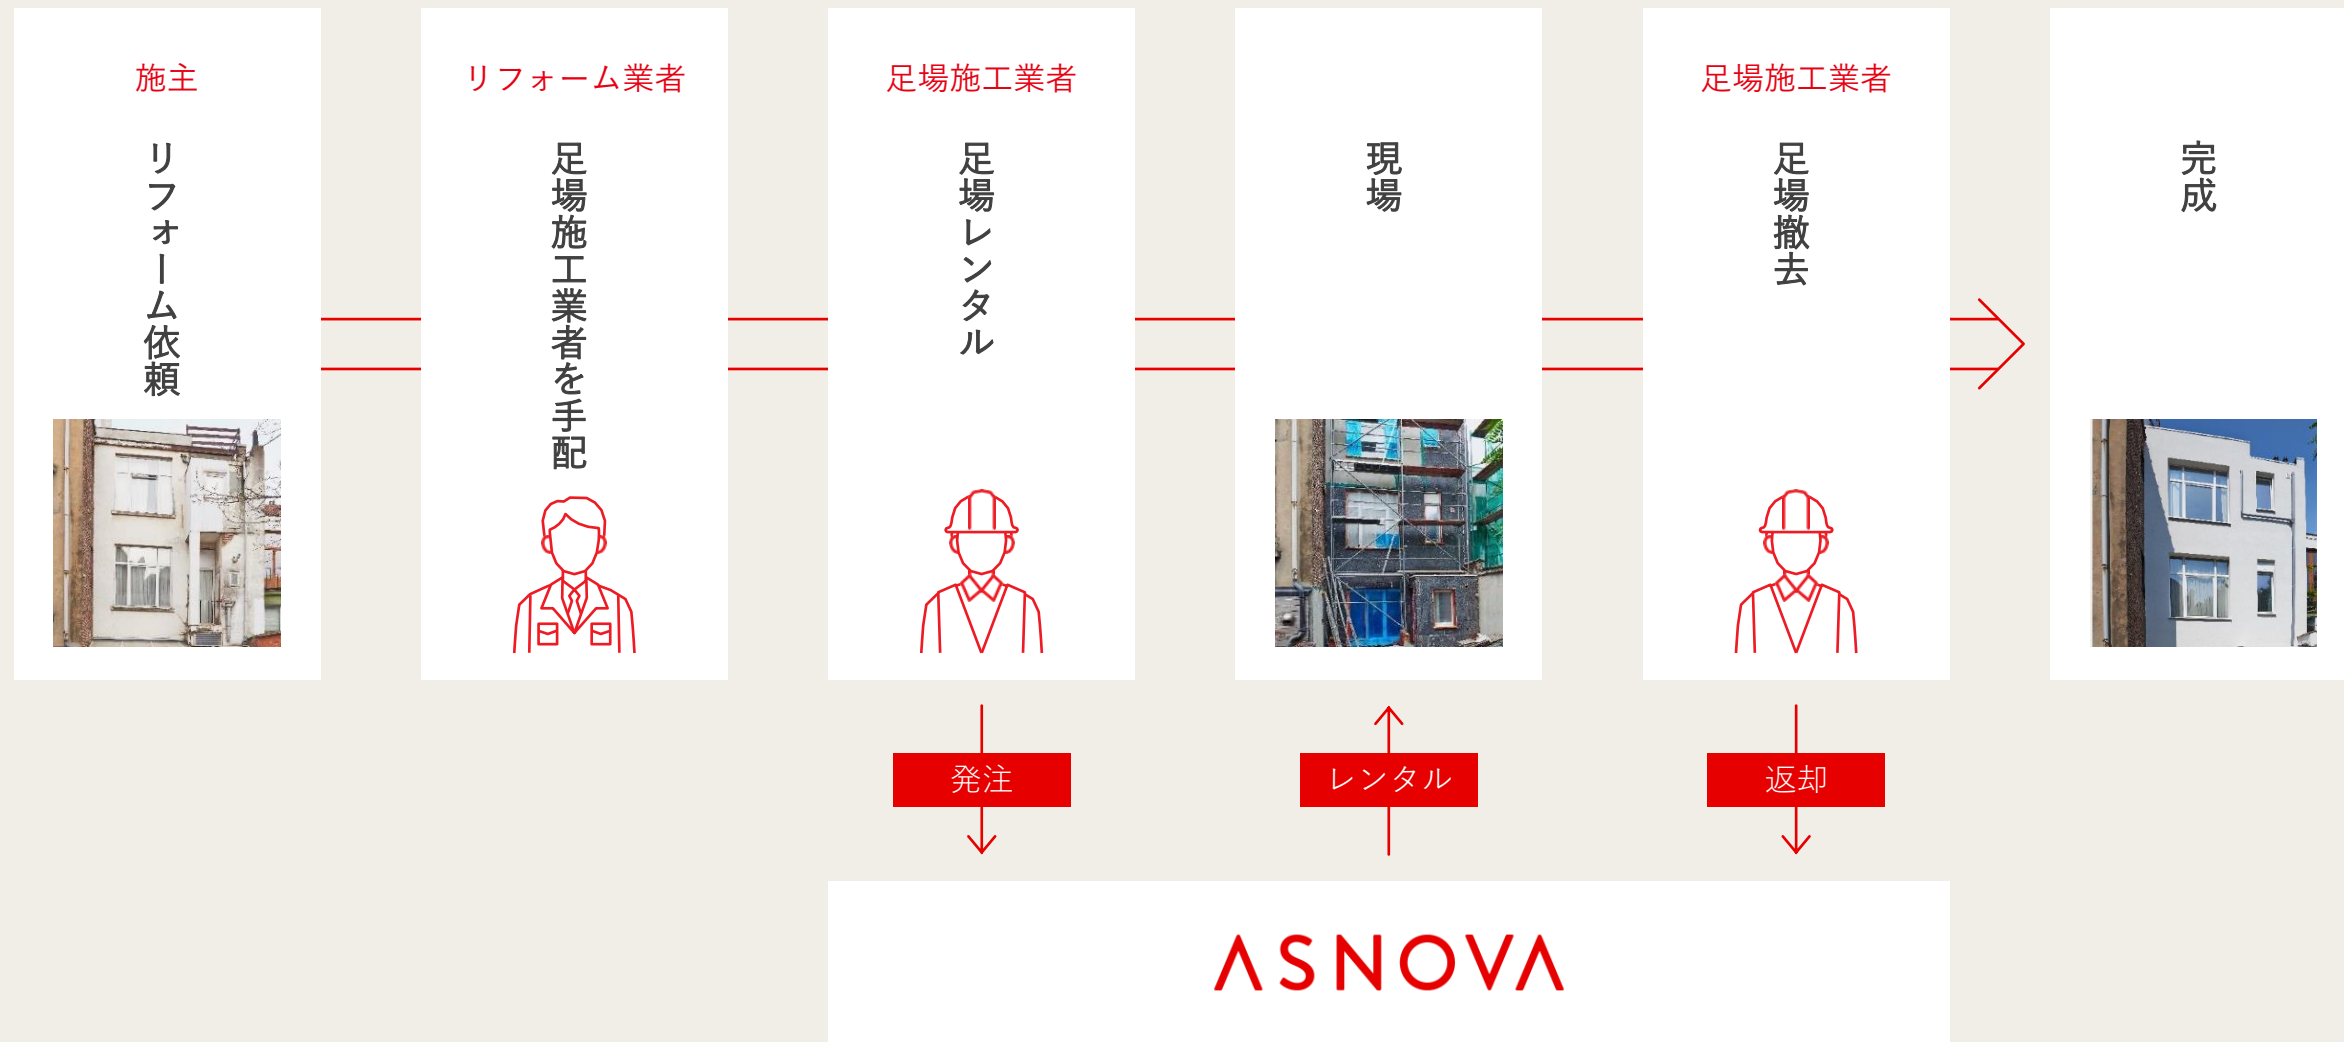 施主
リフォーム依頼
リフォーム業者
足場施工業者を手配
足場施工業者
足場レンタル
現場
足場施工業者
足場撤去
完成
発注
レンタル
返却
ASNOVA